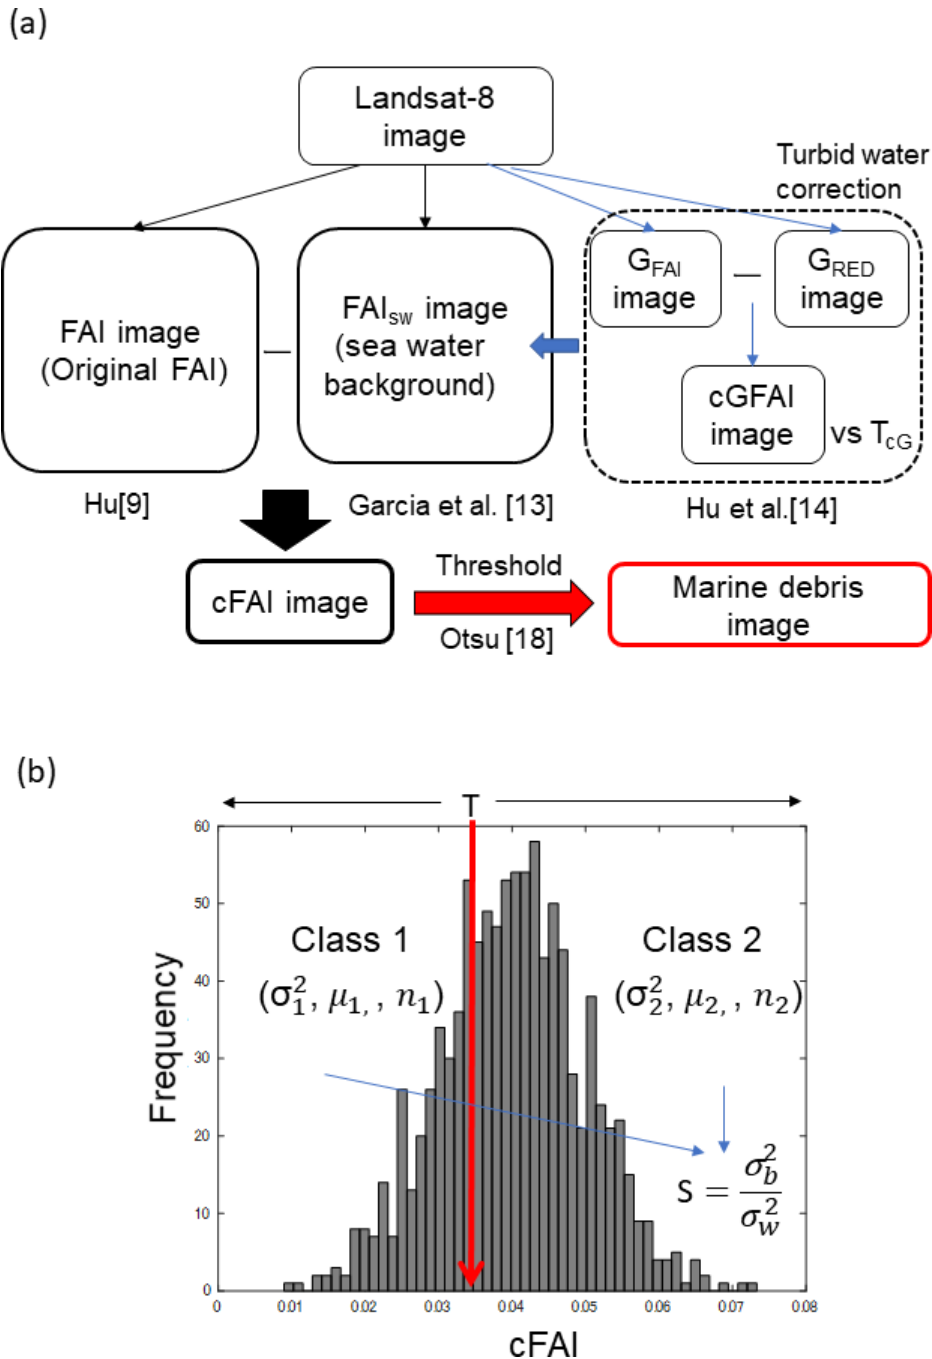 (a)
Landsat-8
image
Turbid water
correction
FAI image
(Original FAI)
—
FAIsw image
(sea water
background)
GFAI
image
—
GRED
image
cGFAI
image
vs TcG
Hu[9]
Garcia et al. [13]
Hu et al.[14]
cFAI image
Threshold
Otsu [18]
Marine debris
image
(b)
T
60
50
40
30
20
10
0
Frequency
Class 1
(σ₁², μ₁,, n₁)
Class 2
(σ₂², μ₂,, n₂)
S = σb²/σw²
0 0.01 0.02 0.03 0.04 0.05 0.06 0.07 0.08
cFAI